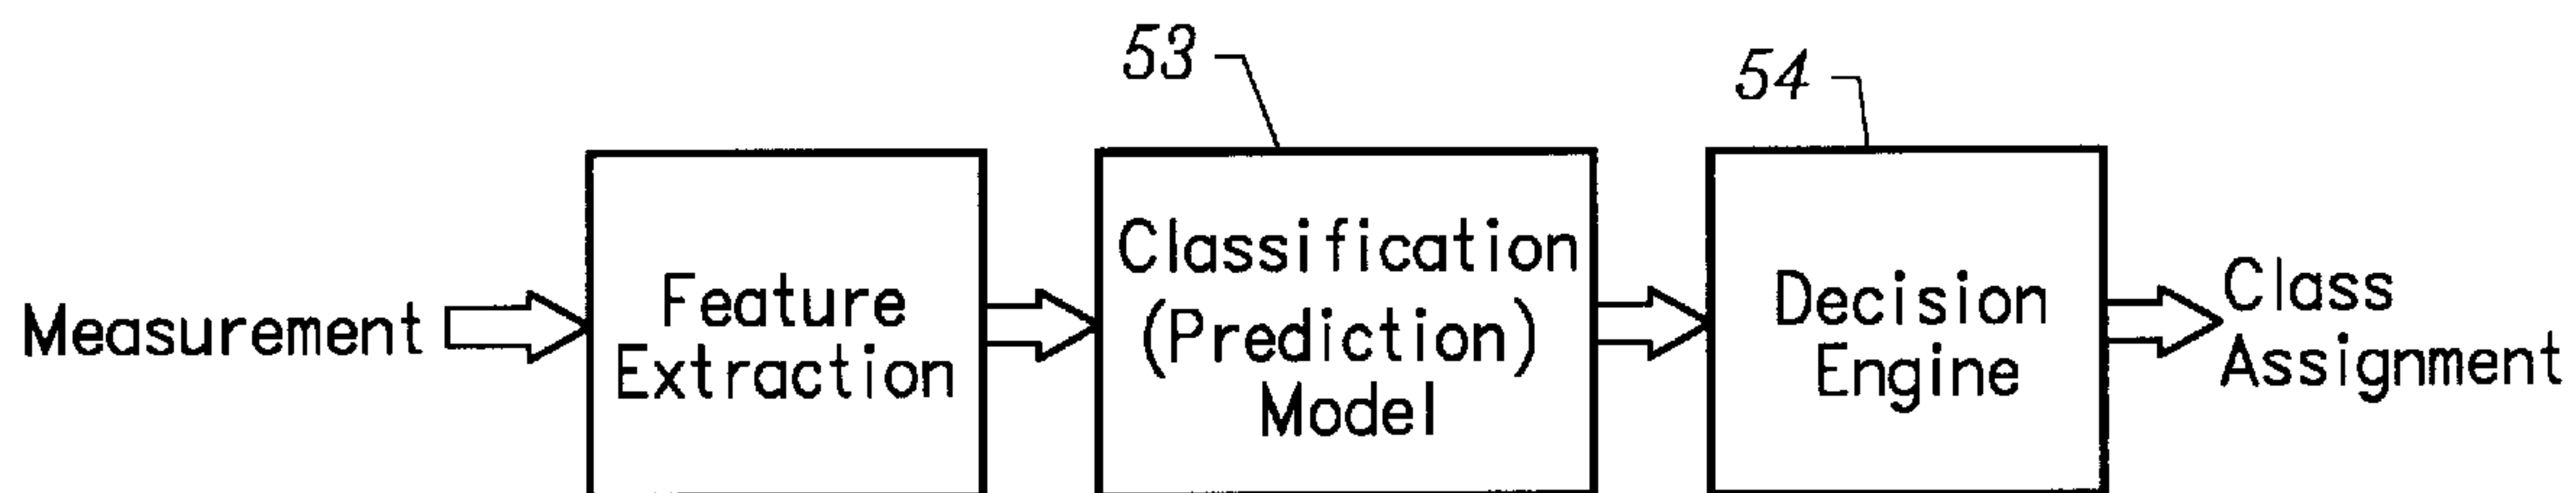 53
54
Measurement
Feature
Extraction
Classification
(Prediction)
Model
Decision
Engine
Class
Assignment